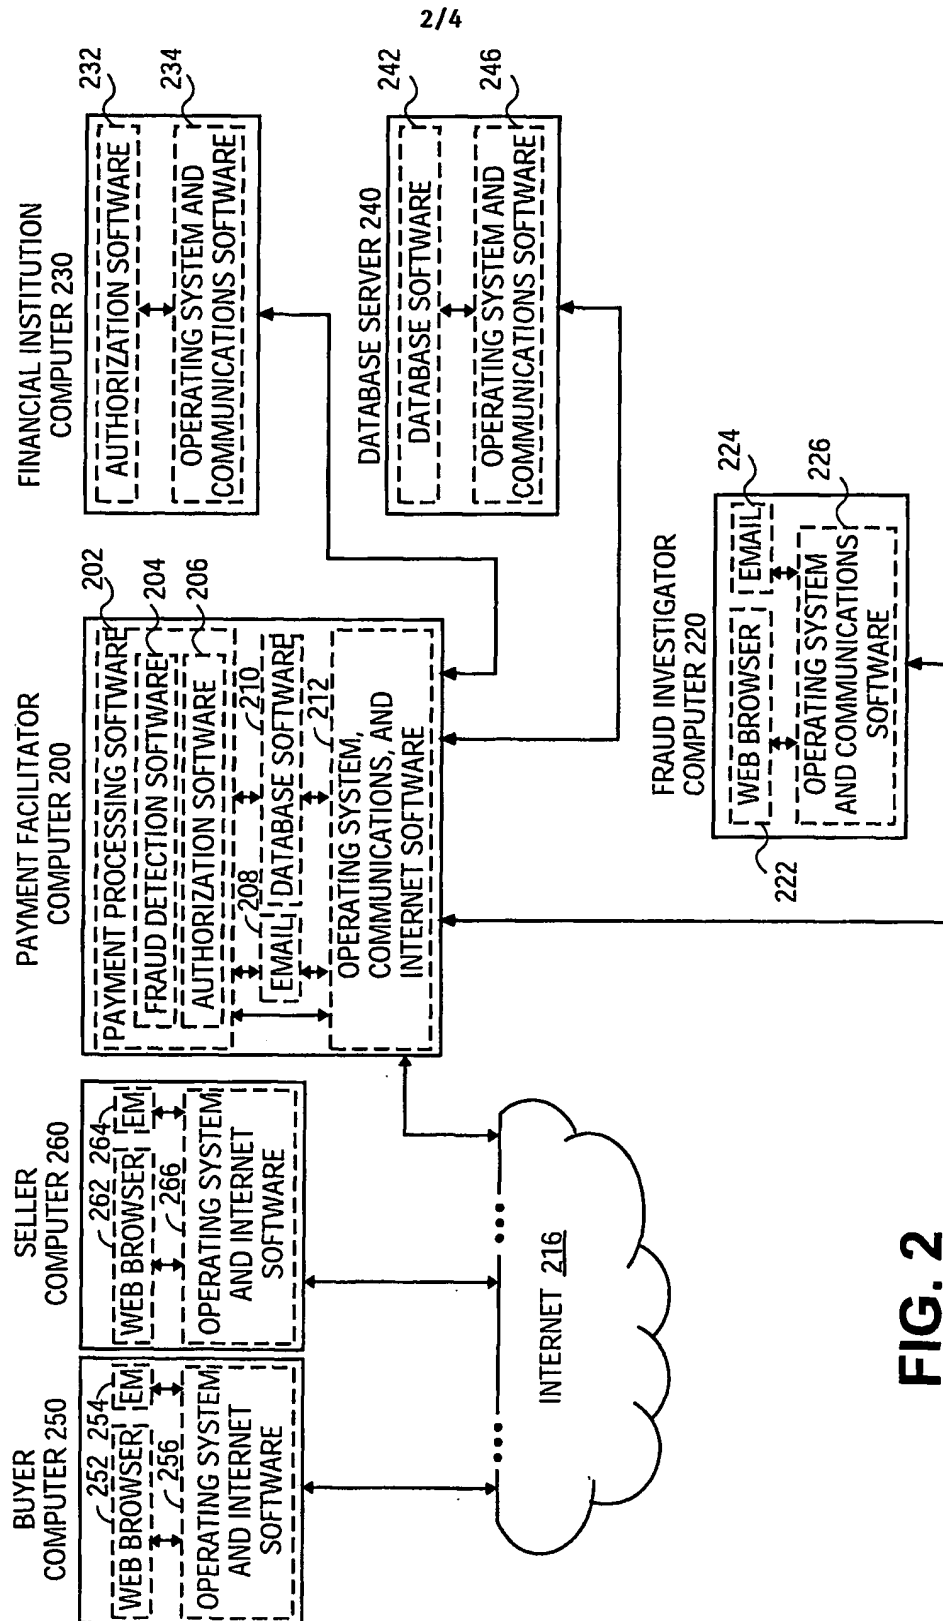 2/4
BUYER
COMPUTER 250
252
254
WEB BROWSER
EM
256
OPERATING SYSTEM
AND INTERNET
SOFTWARE
SELLER
COMPUTER 260
262
264
WEB BROWSER
EM
266
OPERATING SYSTEM
AND INTERNET
SOFTWARE
PAYMENT FACILITATOR
COMPUTER 200
202
PAYMENT PROCESSING SOFTWARE
204
FRAUD DETECTION SOFTWARE
206
AUTHORIZATION SOFTWARE
208
210
EMAIL
DATABASE SOFTWARE
212
OPERATING SYSTEM,
COMMUNICATIONS, AND
INTERNET SOFTWARE
FINANCIAL INSTITUTION
COMPUTER 230
232
AUTHORIZATION SOFTWARE
234
OPERATING SYSTEM AND
COMMUNICATIONS SOFTWARE
DATABASE SERVER 240
242
DATABASE SOFTWARE
246
OPERATING SYSTEM AND
COMMUNICATIONS SOFTWARE
FRAUD INVESTIGATOR
COMPUTER 220
222
WEB BROWSER
EMAIL
224
226
OPERATING SYSTEM
AND COMMUNICATIONS
SOFTWARE
INTERNET 216
FIG. 2